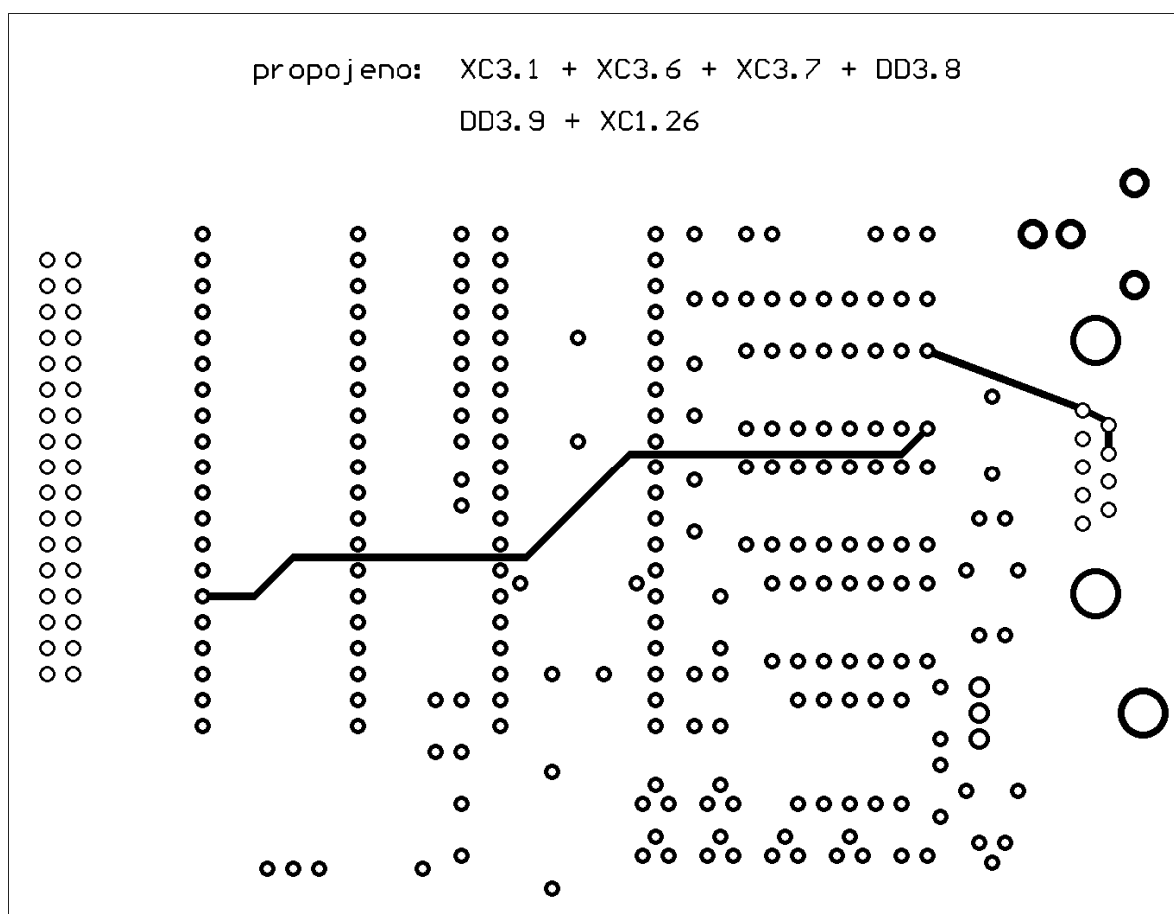 propojeno: XC3.1 + XC3.6 + XC3.7 + DD3.8
DD3.9 + XC1.26